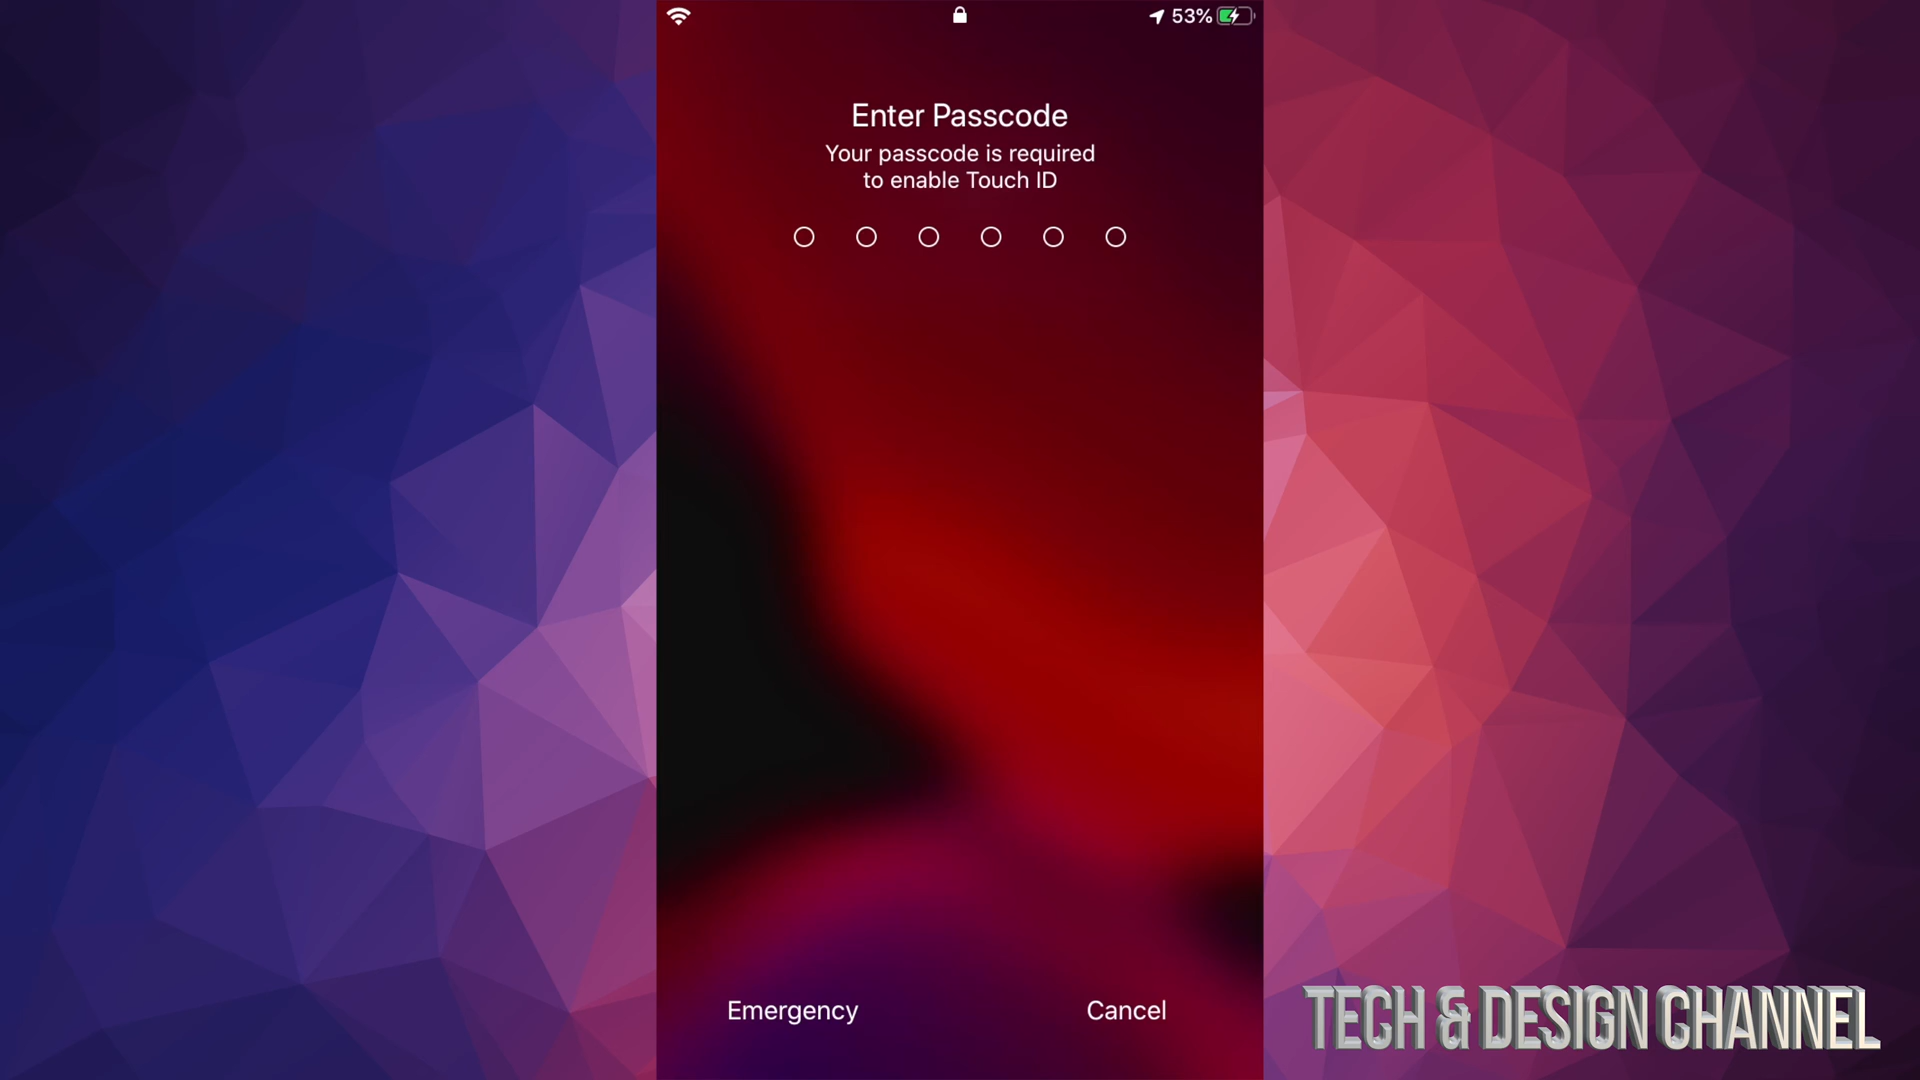 53%
Enter Passcode
Your passcode is required
to enable Touch ID
Emergency
Cancel
TECH & DESIGN CHANNEL